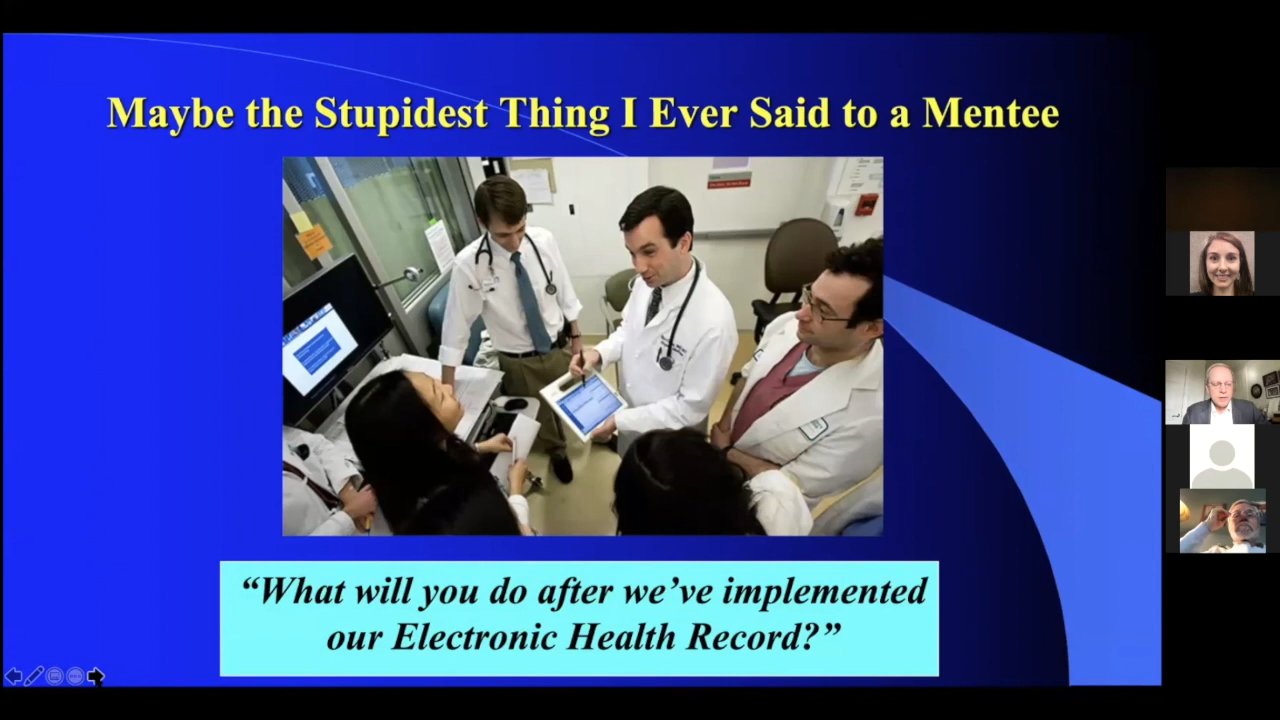 Maybe the Stupidest Thing I Ever Said to a Mentee
“What will you do after we’ve implemented
our Electronic Health Record?”